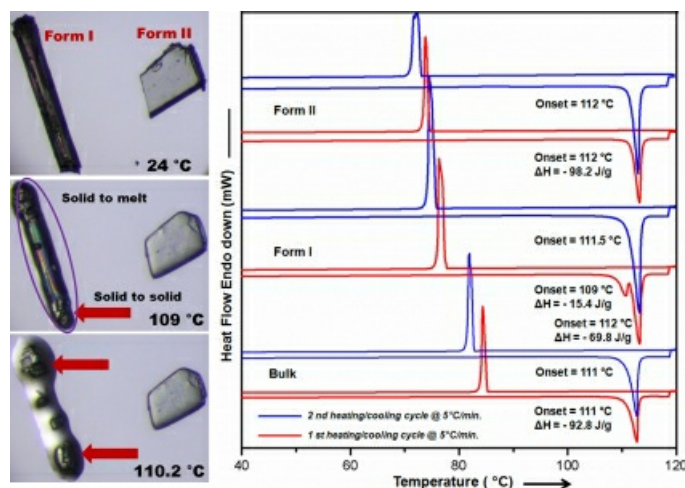 Form I
Form II
24 °C
Solid to melt
Solid to solid
109 °C
110.2 °C
Heat Flow Endo down (mW)
Form II
Onset = 112 °C
Onset = 112 °C
ΔH = - 98.2 J/g
Form I
Onset = 111.5 °C
Onset = 109 °C
ΔH = - 15.4 J/g
Onset = 112 °C
ΔH = - 69.8 J/g
Bulk
Onset = 111 °C
2 nd heating/cooling cycle @ 5°C/min.
1 st heating/cooling cycle @ 5°C/min.
Onset = 111 °C
ΔH = - 92.8 J/g
40 60 80 100 120
Temperature ( °C)